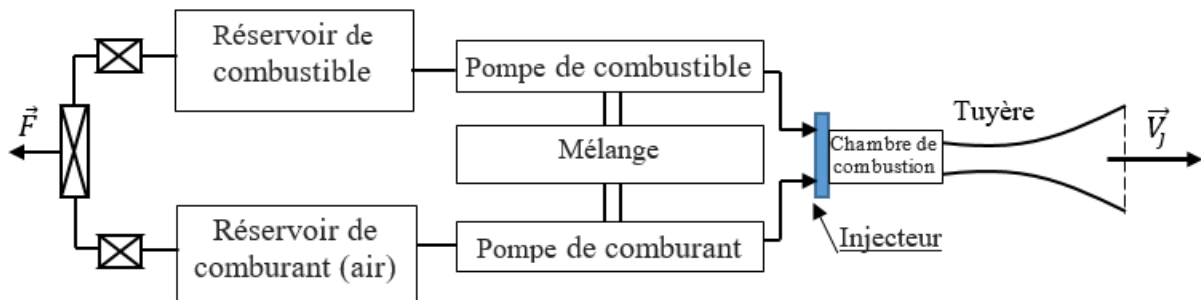 Réservoir de
combustible
Pompe de combustible
Tuyère
F⃗
Mélange
Chambre de
combustion
V⃗_J
Réservoir de
comburant (air)
Pompe de comburant
Injecteur